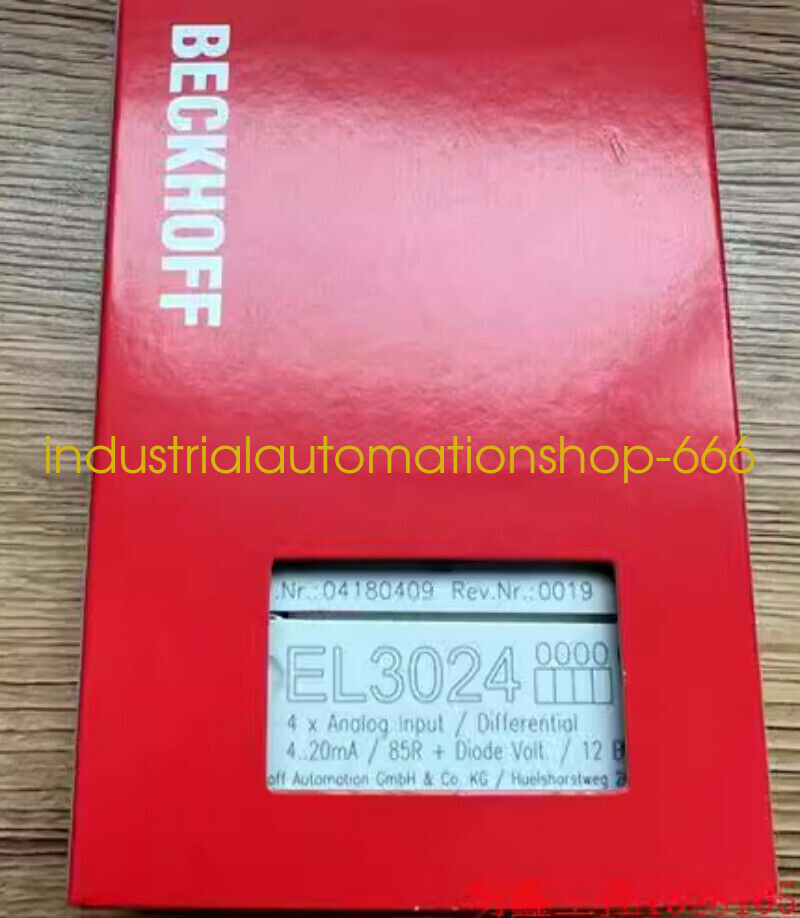 BECKHOFF
industrialautomationshop-666
.Nr.:04180409 Rev.Nr.:0019
EL3024 0000
4 x Analog Input / Differential
4..20mA / 85R + Diode Volt. / 12
off Automation GmbH & Co. KG / Huelshorstweg